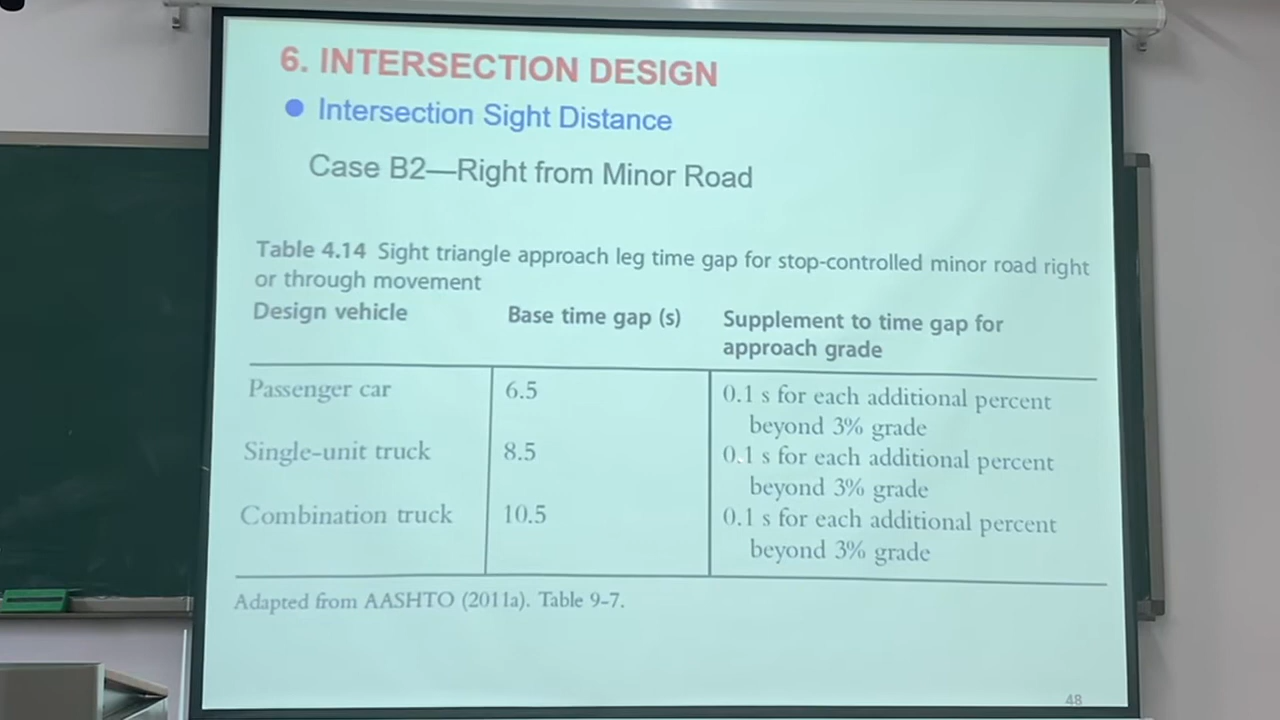 6. INTERSECTION DESIGN
● Intersection Sight Distance
Case B2—Right from Minor Road
Table 4.14 Sight triangle approach leg time gap for stop-controlled minor road right
or through movement
Design vehicle Base time gap (s) Supplement to time gap for
approach grade
Passenger car 6.5 0.1 s for each additional percent
beyond 3% grade
Single-unit truck 8.5 0.1 s for each additional percent
beyond 3% grade
Combination truck 10.5 0.1 s for each additional percent
beyond 3% grade
Adapted from AASHTO (2011a). Table 9-7.
48